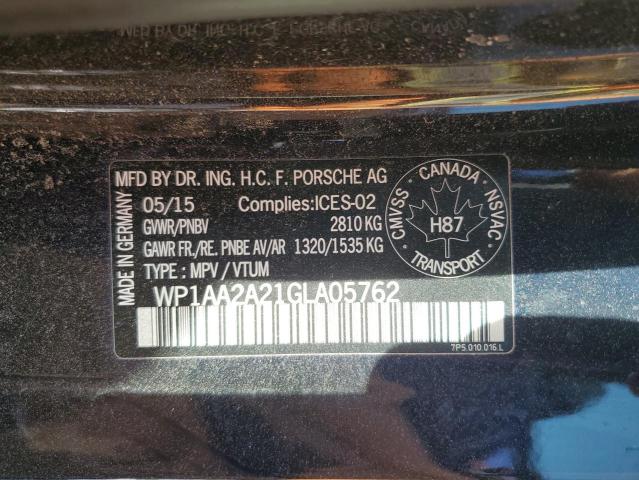 MFD BY DR. ING. H.C. F. PORSCHE AG
MADE IN GERMANY
05/15 Complies:ICES-02
GVWR/PNBV 2810 KG
GAWR FR./RE. PNBE AV/AR 1320/1535 KG
TYPE : MPV / VTUM
WP1AA2A21GLA05762
CANADA
CMVSS
NSVAC
H87
TRANSPORT
7P5.010.016.L